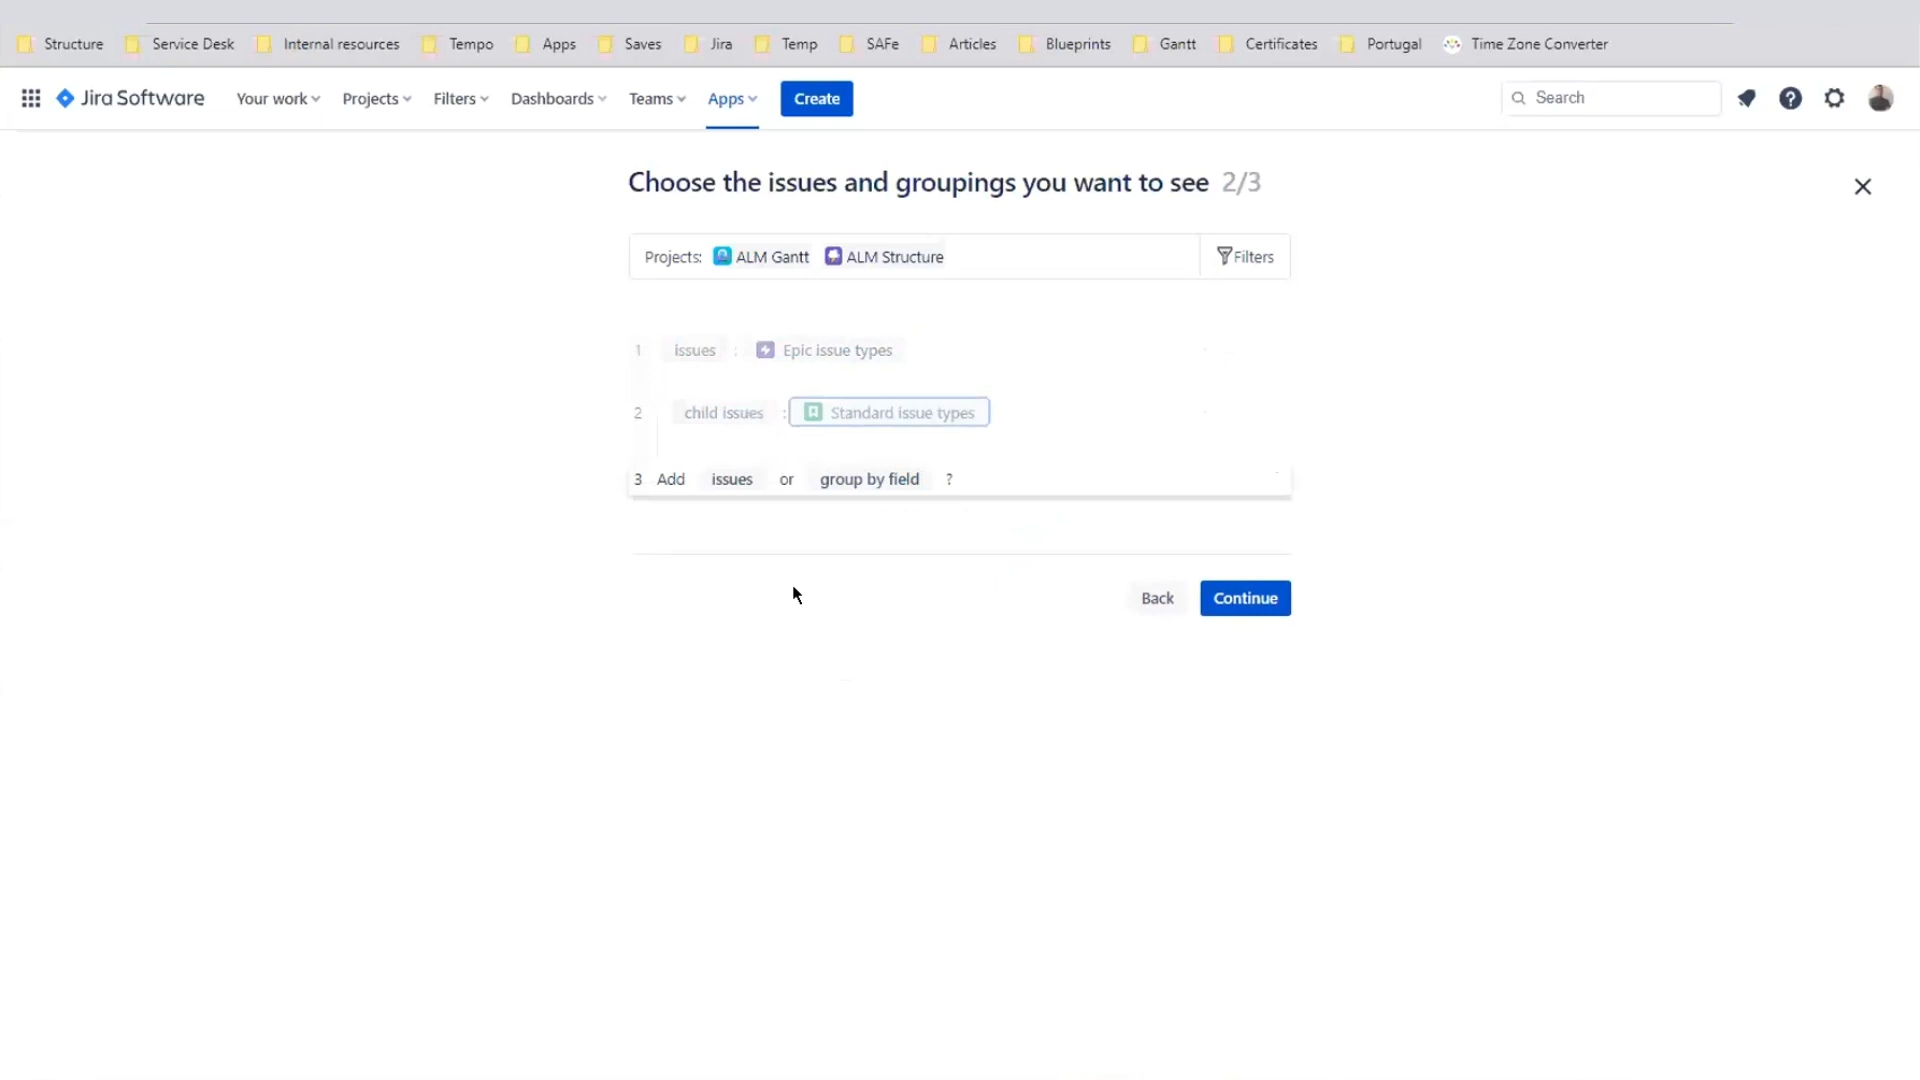 Structure Service Desk Internal resources Tempo Apps Saves Jira Temp SAFe Articles Blueprints Gantt Certificates Portugal Time Zone Converter
Jira Software Your work Projects Filters Dashboards Teams Apps Create Search
Choose the issues and groupings you want to see 2/3
Projects: ALM Gantt ALM Structure Filters
1 issues : Epic issue types
2 child issues : Standard issue types
3 Add issues or group by field ?
Back Continue